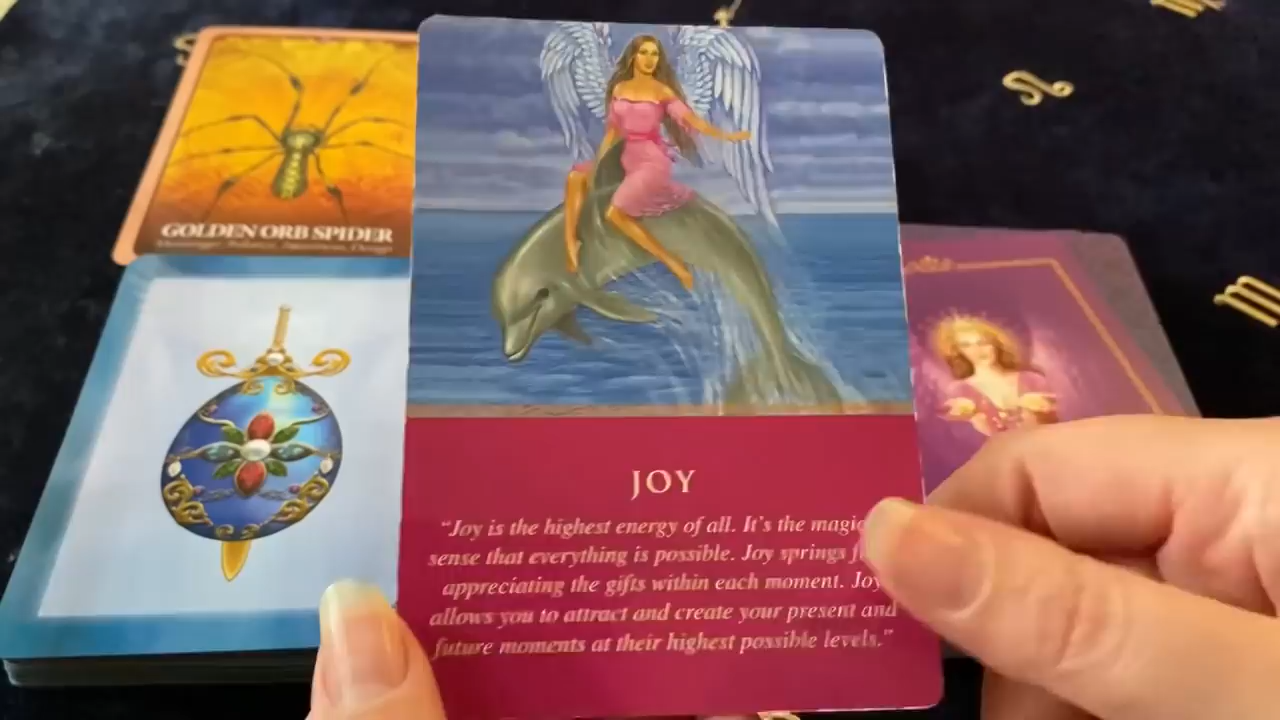 GOLDEN ORB SPIDER
JOY
“Joy is the highest energy of all. It's the magic
sense that everything is possible. Joy springs
appreciating the gifts within each moment. Joy
allows you to attract and create your present and
future moments at their highest possible levels.”